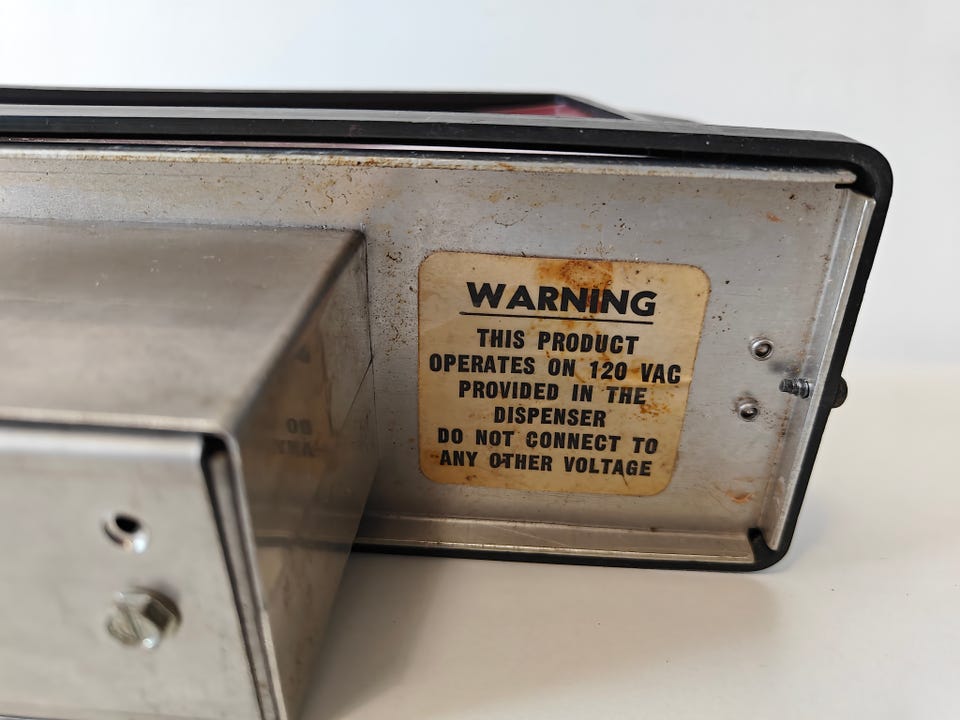 WARNING
THIS PRODUCT
OPERATES ON 120 VAC
PROVIDED IN THE
DISPENSER
DO NOT CONNECT TO
ANY OTHER VOLTAGE